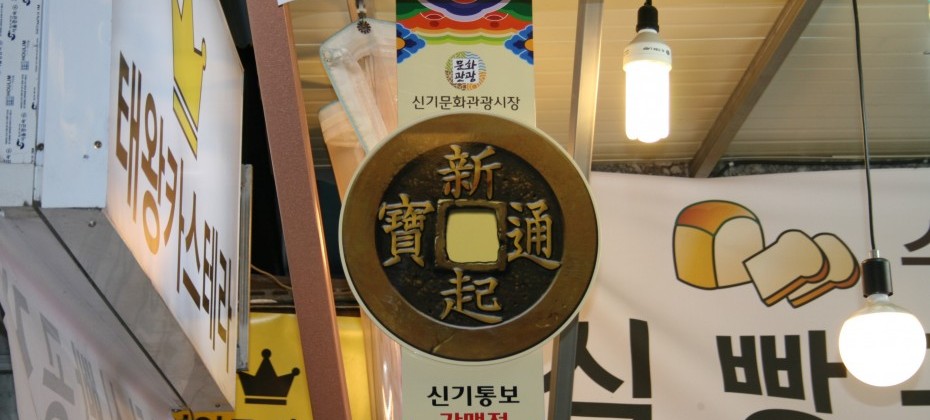 문화
관광
신기문화관광시장
新起通寶
신기통보
가맹점
태왕카스테라
식빵